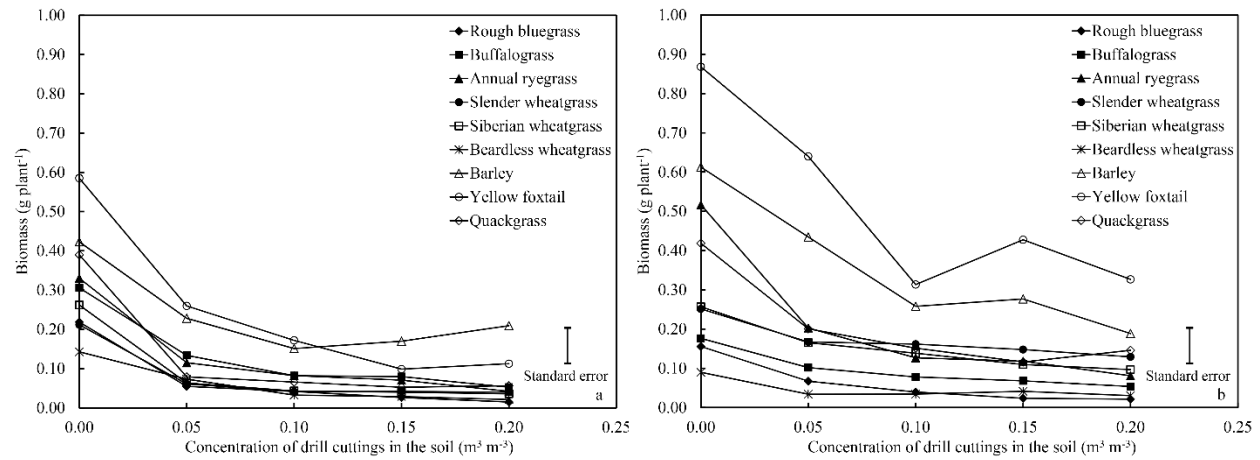 1.00
0.90
0.80
0.70
0.60
0.50
0.40
0.30
0.20
0.10
0.00
Biomass (g plant⁻¹)
Rough bluegrass
Buffalograss
Annual ryegrass
Slender wheatgrass
Siberian wheatgrass
Beardless wheatgrass
Barley
Yellow foxtail
Quackgrass
Standard error
a
0.00 0.05 0.10 0.15 0.20 0.25
Concentration of drill cuttings in the soil (m³ m⁻³)
1.00
0.90
0.80
0.70
0.60
0.50
0.40
0.30
0.20
0.10
0.00
Biomass (g plant⁻¹)
Rough bluegrass
Buffalograss
Annual ryegrass
Slender wheatgrass
Siberian wheatgrass
Beardless wheatgrass
Barley
Yellow foxtail
Quackgrass
Standard error
b
0.00 0.05 0.10 0.15 0.20 0.25
Concentration of drill cuttings in the soil (m³ m⁻³)